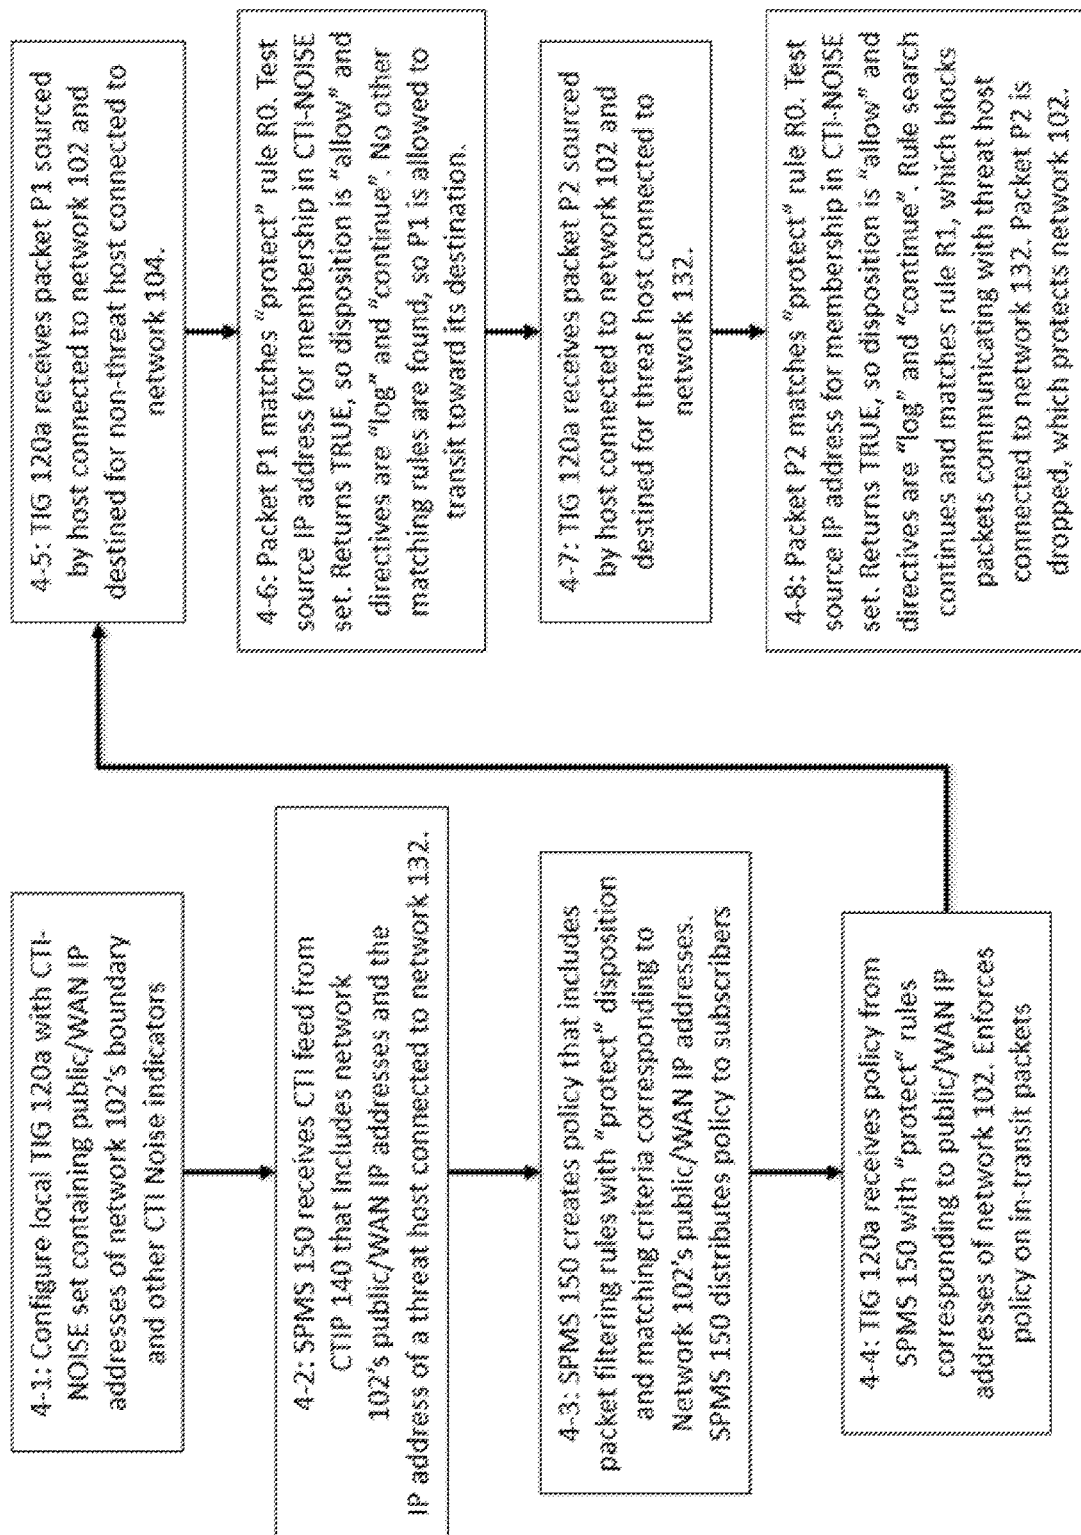 4-1: Configure local TIG 120a with CTI-
NOISE set containing public/WAN IP
addresses of network 102's boundary
and other CTI Noise indicators
4-2: SPMS 150 receives CTI feed from
CTIP 140 that includes network
102's public/WAN IP addresses and the
IP address of a threat host connected to network 132.
4-3: SPMS 150 creates policy that includes
packet filtering rules with "protect" disposition
and matching criteria corresponding to
Network 102's public/WAN IP addresses.
SPMS 150 distributes policy to subscribers
4-4: TIG 120a receives policy from
SPMS 150 with "protect" rules
corresponding to public/WAN IP
addresses of network 102. Enforces
policy on in-transit packets
4-5: TIG 120a receives packet P1 sourced
by host connected to network 102 and
destined for non-threat host connected to
network 104.
4-6: Packet P1 matches "protect" rule R0. Test
source IP address for membership in CTI-NOISE
set. Returns TRUE, so disposition is "allow" and
directives are "log" and "continue". No other
matching rules are found, so P1 is allowed to
transit toward its destination.
4-7: TIG 120a receives packet P2 sourced
by host connected to network 102 and
destined for threat host connected to
network 132.
4-8: Packet P2 matches "protect" rule R0. Test
source IP address for membership in CTI-NOISE
set. Returns TRUE, so disposition is "allow" and
directives are "log" and "continue". Rule search
continues and matches rule R1, which blocks
packets communicating with threat host
connected to network 132. Packet P2 is
dropped, which protects network 102.